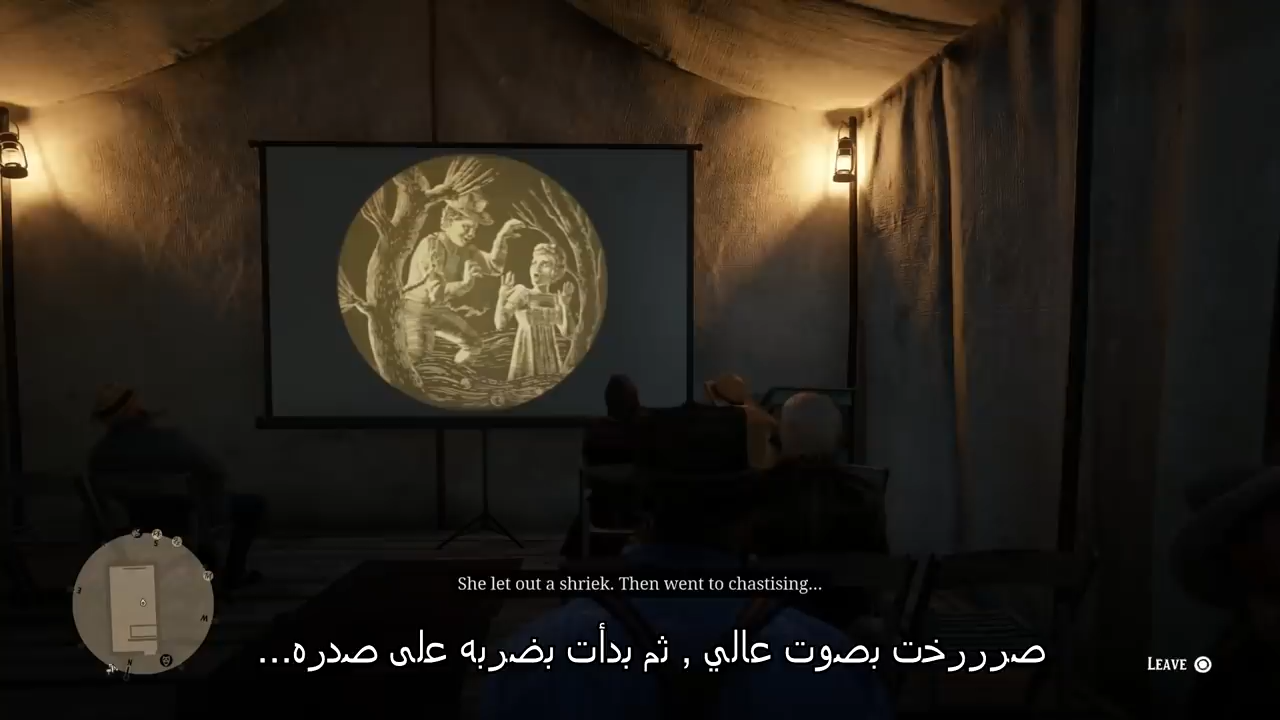 She let out a shriek. Then went to chastising...
صرررخت بصوت عالي , ثم بدأت بضربه على صدره...
LEAVE